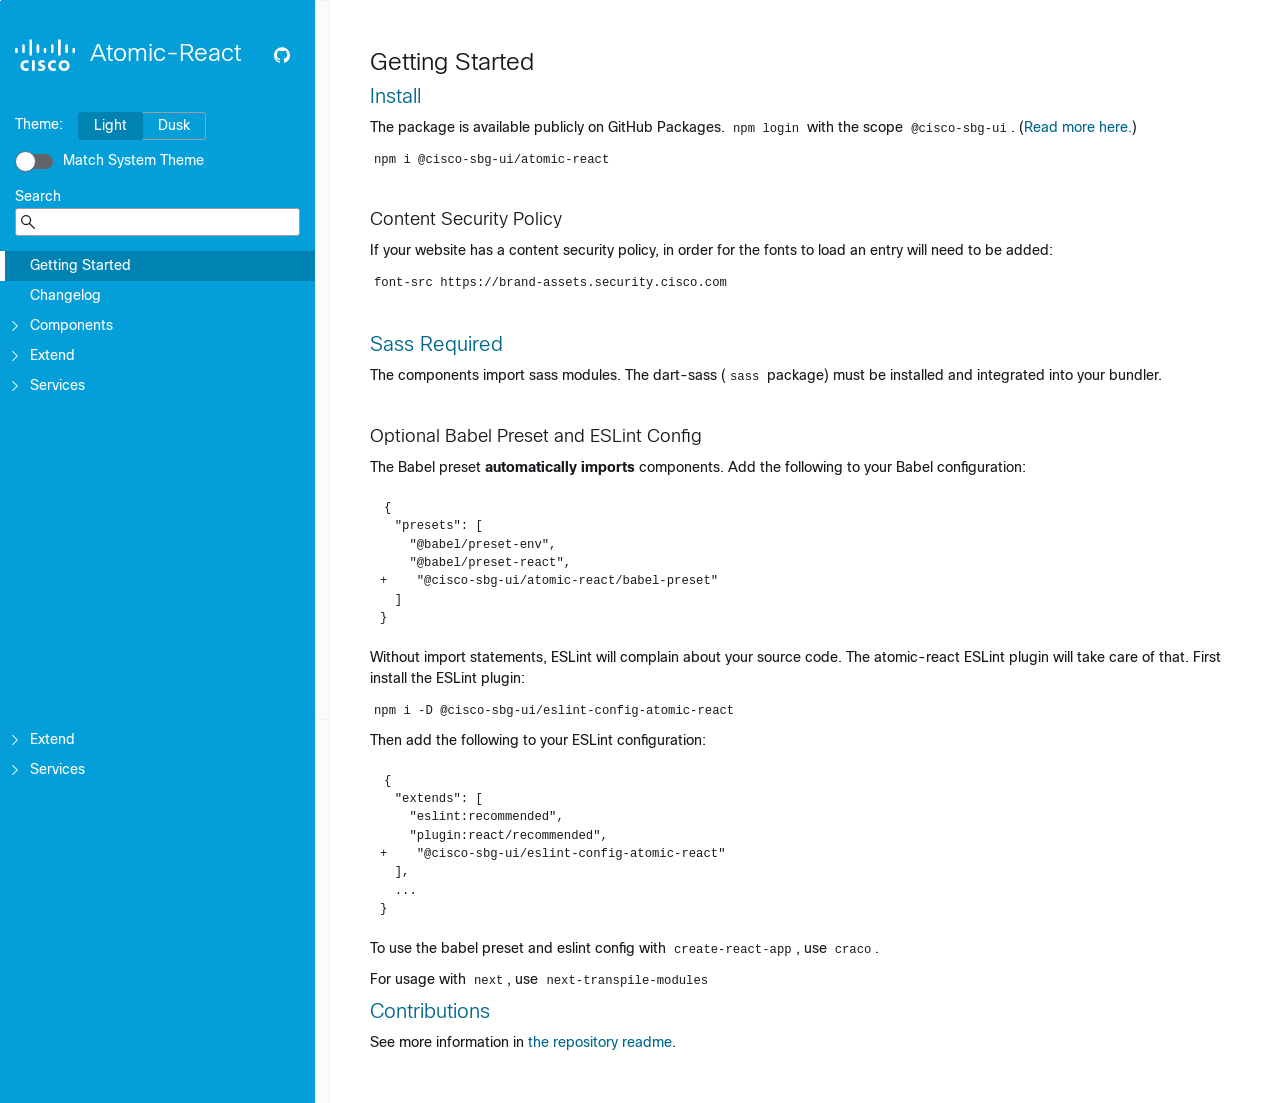 CISCO
Atomic-React
Theme:
Light
Dusk
Match System Theme
Search
Getting Started
Changelog
Components
Extend
Services
Extend
Services
Getting Started
Install
The package is available publicly on GitHub Packages. npm login with the scope @cisco-sbg-ui. (Read more here.)
npm i @cisco-sbg-ui/atomic-react
Content Security Policy
If your website has a content security policy, in order for the fonts to load an entry will need to be added:
font-src https://brand-assets.security.cisco.com
Sass Required
The components import sass modules. The dart-sass ( sass package) must be installed and integrated into your bundler.
Optional Babel Preset and ESLint Config
The Babel preset automatically imports components. Add the following to your Babel configuration:
{
"presets": [
"@babel/preset-env",
"@babel/preset-react",
+    "@cisco-sbg-ui/atomic-react/babel-preset"
]
}
Without import statements, ESLint will complain about your source code. The atomic-react ESLint plugin will take care of that. First
install the ESLint plugin:
npm i -D @cisco-sbg-ui/eslint-config-atomic-react
Then add the following to your ESLint configuration:
{
"extends": [
"eslint:recommended",
"plugin:react/recommended",
+    "@cisco-sbg-ui/eslint-config-atomic-react"
],
...
}
To use the babel preset and eslint config with create-react-app, use craco.
For usage with next, use next-transpile-modules
Contributions
See more information in the repository readme.